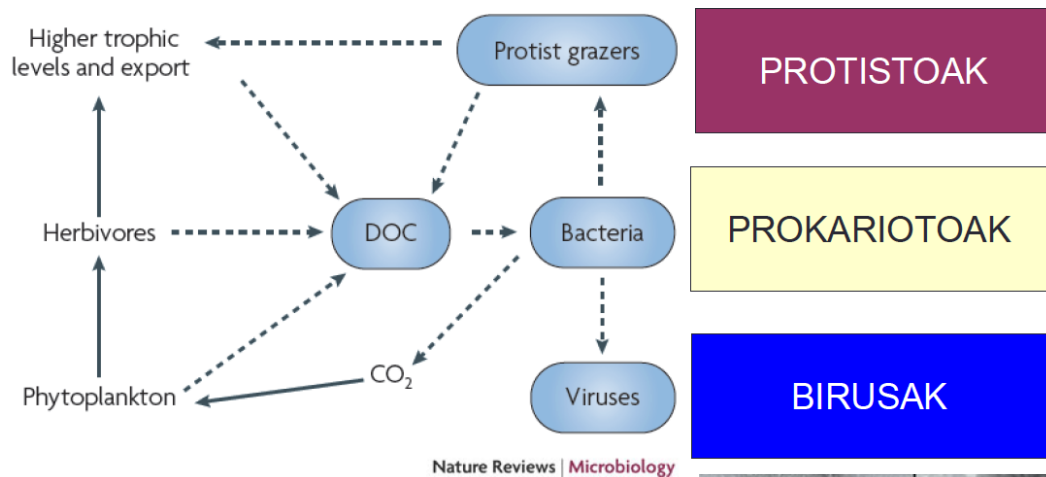 Higher trophic
levels and export
Protist grazers
PROTISTOAK
Herbivores
DOC
Bacteria
PROKARIOTOAK
Phytoplankton
CO₂
Viruses
BIRUSAK
Nature Reviews | Microbiology